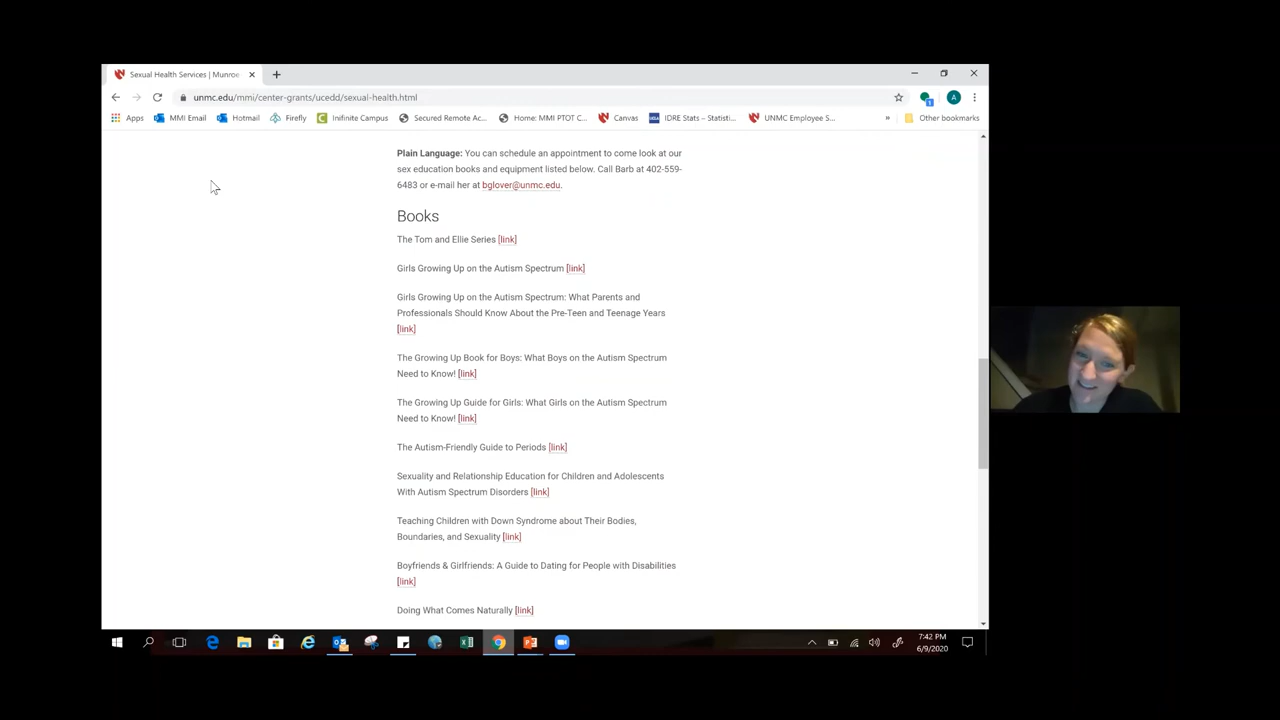 Sexual Health Services | Munroe
unmc.edu/mmi/center-grants/ucedd/sexual-health.html
A
Apps MMI Email Hotmail Firefly Inifinite Campus Secured Remote Ac... Home: MMI PTOT C... Canvas IDRE Stats – Statisti... UNMC Employee S... » Other bookmarks
Plain Language: You can schedule an appointment to come look at our
sex education books and equipment listed below. Call Barb at 402-559-
6483 or e-mail her at bglover@unmc.edu.
Books
The Tom and Ellie Series [link]
Girls Growing Up on the Autism Spectrum [link]
Girls Growing Up on the Autism Spectrum: What Parents and
Professionals Should Know About the Pre-Teen and Teenage Years
[link]
The Growing Up Book for Boys: What Boys on the Autism Spectrum
Need to Know! [link]
The Growing Up Guide for Girls: What Girls on the Autism Spectrum
Need to Know! [link]
The Autism-Friendly Guide to Periods [link]
Sexuality and Relationship Education for Children and Adolescents
With Autism Spectrum Disorders [link]
Teaching Children with Down Syndrome about Their Bodies,
Boundaries, and Sexuality [link]
Boyfriends & Girlfriends: A Guide to Dating for People with Disabilities
[link]
Doing What Comes Naturally [link]
7:42 PM
6/9/2020